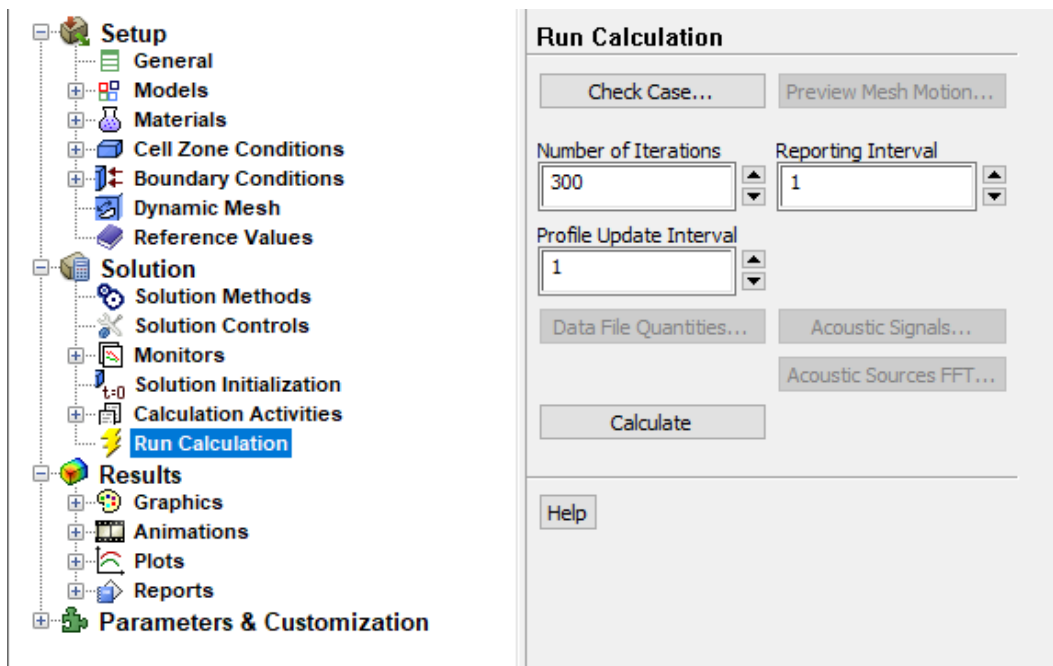 Setup
General
Models
Materials
Cell Zone Conditions
Boundary Conditions
Dynamic Mesh
Reference Values
Solution
Solution Methods
Solution Controls
Monitors
t=0
Solution Initialization
Calculation Activities
Run Calculation
Results
Graphics
Animations
Plots
Reports
Parameters & Customization
Run Calculation
Check Case... Preview Mesh Motion...
Number of Iterations Reporting Interval
300 1
Profile Update Interval
1
Data File Quantities... Acoustic Signals...
Acoustic Sources FFT...
Calculate
Help